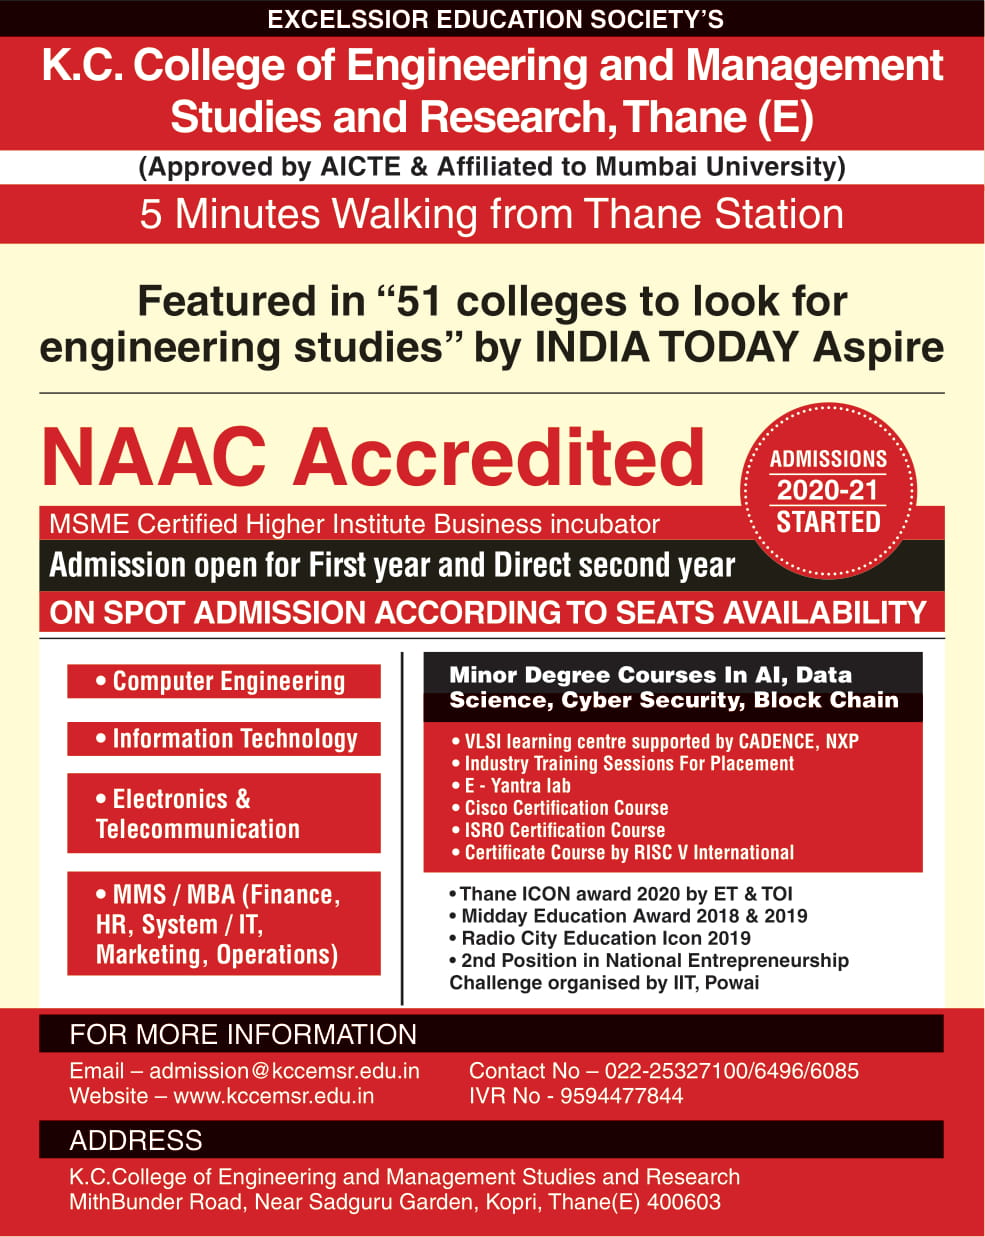 EXCELSSIOR EDUCATION SOCIETY'S
K.C. College of Engineering and Management
Studies and Research, Thane (E)
(Approved by AICTE & Affiliated to Mumbai University)
5 Minutes Walking from Thane Station
Featured in “51 colleges to look for
engineering studies” by INDIA TODAY Aspire
NAAC Accredited
ADMISSIONS
2020-21
STARTED
MSME Certified Higher Institute Business incubator
Admission open for First year and Direct second year
ON SPOT ADMISSION ACCORDING TO SEATS AVAILABILITY
• Computer Engineering
• Information Technology
• Electronics &
Telecommunication
• MMS / MBA (Finance,
HR, System / IT,
Marketing, Operations)
Minor Degree Courses In AI, Data
Science, Cyber Security, Block Chain
• VLSI learning centre supported by CADENCE, NXP
• Industry Training Sessions For Placement
• E - Yantra lab
• Cisco Certification Course
• ISRO Certification Course
• Certificate Course by RISC V International
• Thane ICON award 2020 by ET & TOI
• Midday Education Award 2018 & 2019
• Radio City Education Icon 2019
• 2nd Position in National Entrepreneurship
Challenge organised by IIT, Powai
FOR MORE INFORMATION
Email – admission@kccemsr.edu.in
Website – www.kccemsr.edu.in
Contact No – 022-25327100/6496/6085
IVR No - 9594477844
ADDRESS
K.C.College of Engineering and Management Studies and Research
MithBunder Road, Near Sadguru Garden, Kopri, Thane(E) 400603